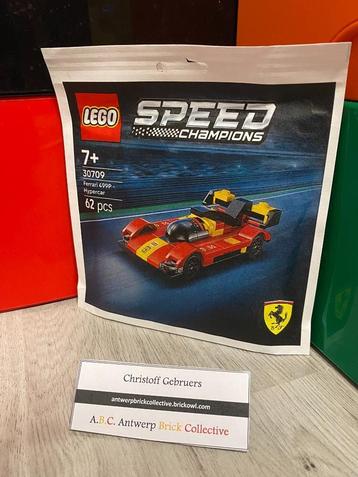 LEGO
SPEED
CHAMPIONS
7+
30709
Ferrari 499P -
Hypercar
62 pcs
Christoff Gebruers
antwerpbrickcollective.brickowl.com
A.B.C. Antwerp Brick Collective